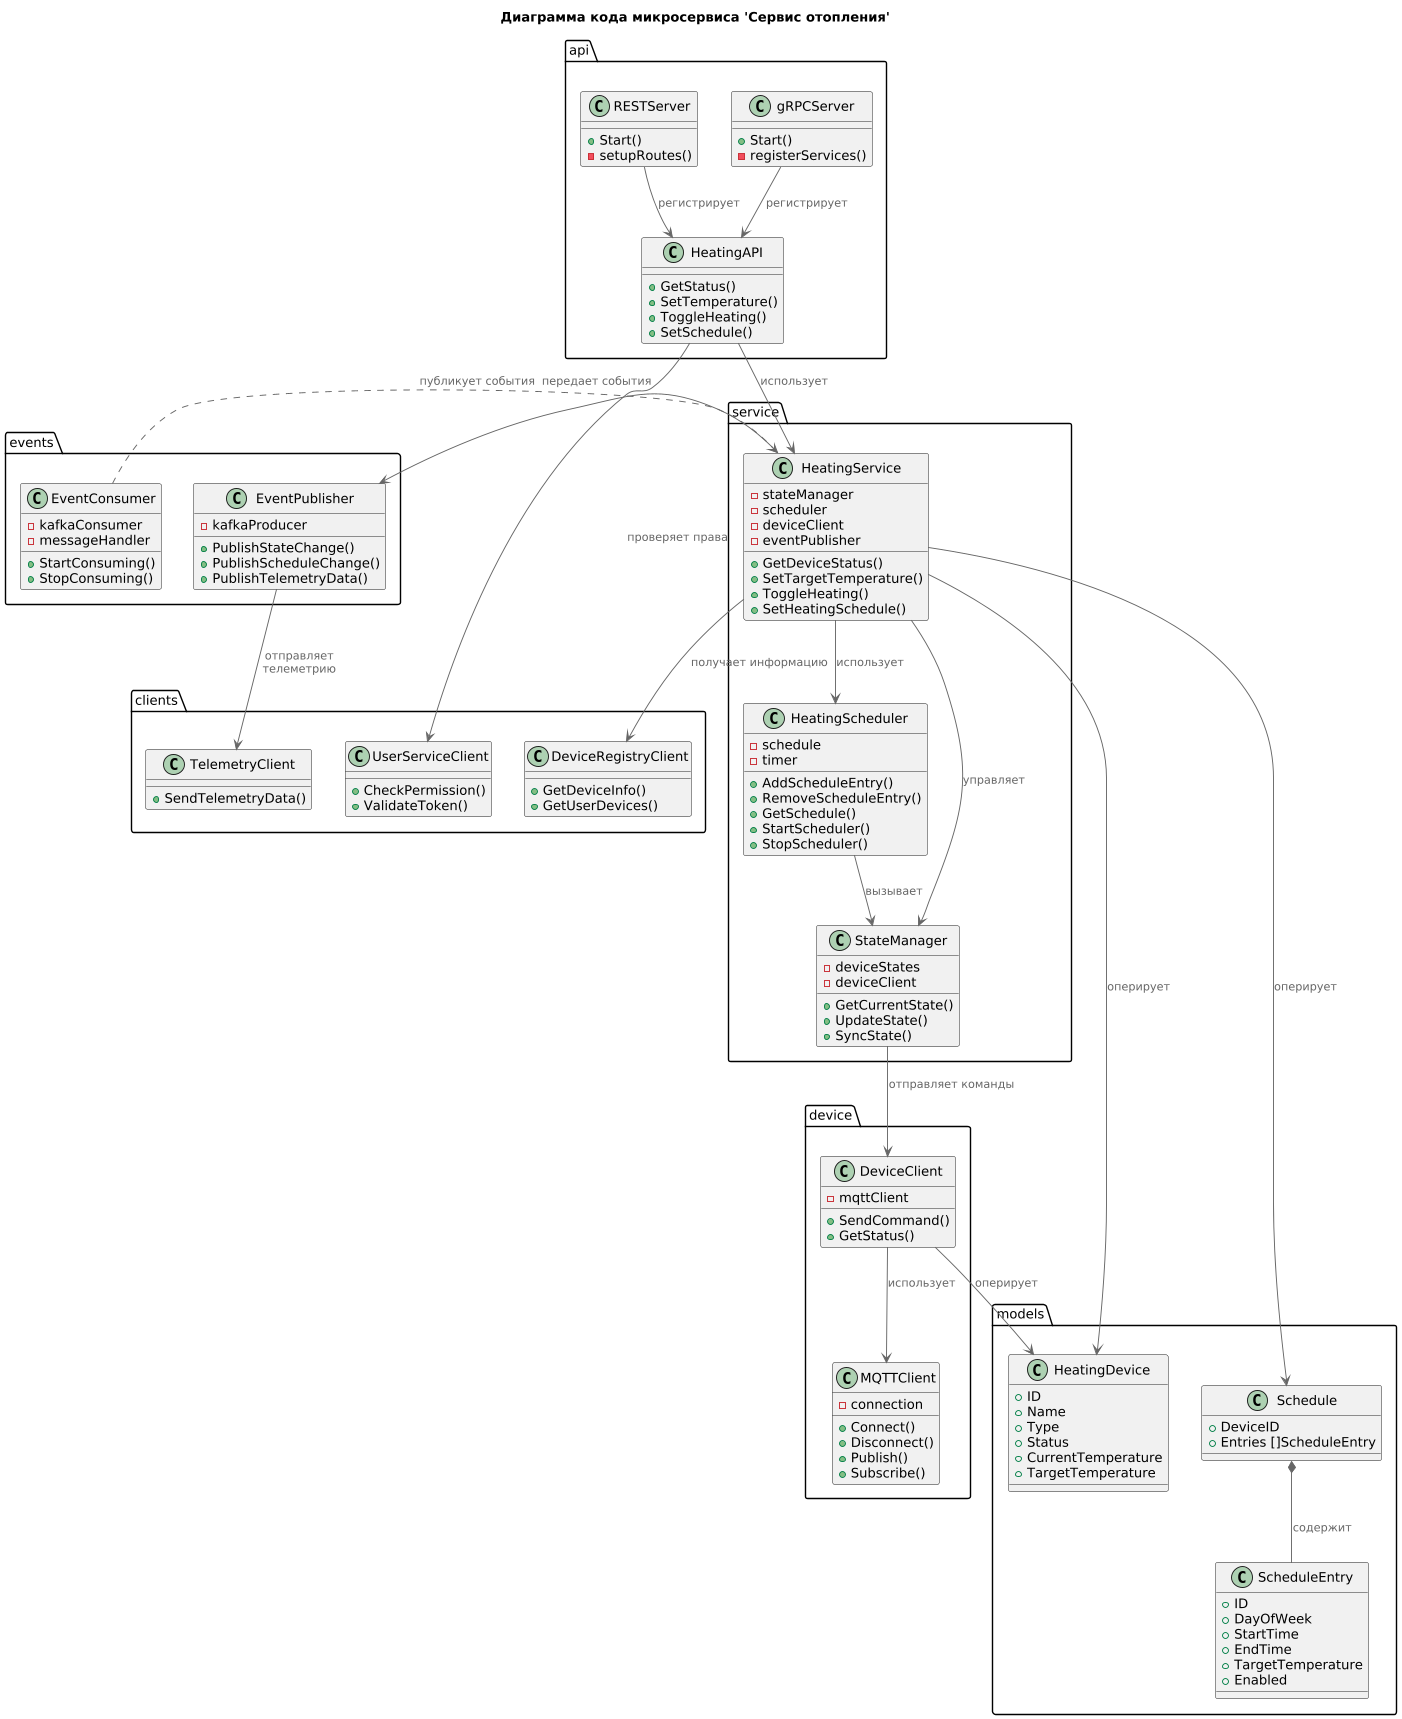 Диаграмма кода микросервиса 'Сервис отопления'
api
RESTServer
Start()
setupRoutes()
gRPCServer
Start()
registerServices()
регистрирует
регистрирует
HeatingAPI
GetStatus()
SetTemperature()
ToggleHeating()
SetSchedule()
публикует события
передает события
использует
events
EventConsumer
kafkaConsumer
messageHandler
StartConsuming()
StopConsuming()
EventPublisher
kafkaProducer
PublishStateChange()
PublishScheduleChange()
PublishTelemetryData()
service
HeatingService
stateManager
scheduler
deviceClient
eventPublisher
GetDeviceStatus()
SetTargetTemperature()
ToggleHeating()
SetHeatingSchedule()
проверяет права
отправляет
телеметрию
получает информацию
использует
clients
TelemetryClient
SendTelemetryData()
UserServiceClient
CheckPermission()
ValidateToken()
DeviceRegistryClient
GetDeviceInfo()
GetUserDevices()
HeatingScheduler
schedule
timer
AddScheduleEntry()
RemoveScheduleEntry()
GetSchedule()
StartScheduler()
StopScheduler()
управляет
вызывает
StateManager
deviceStates
deviceClient
GetCurrentState()
UpdateState()
SyncState()
оперирует
оперирует
отправляет команды
device
DeviceClient
mqttClient
SendCommand()
GetStatus()
использует
оперирует
MQTTClient
connection
Connect()
Disconnect()
Publish()
Subscribe()
models
HeatingDevice
ID
Name
Type
Status
CurrentTemperature
TargetTemperature
Schedule
DeviceID
Entries []ScheduleEntry
содержит
ScheduleEntry
ID
DayOfWeek
StartTime
EndTime
TargetTemperature
Enabled